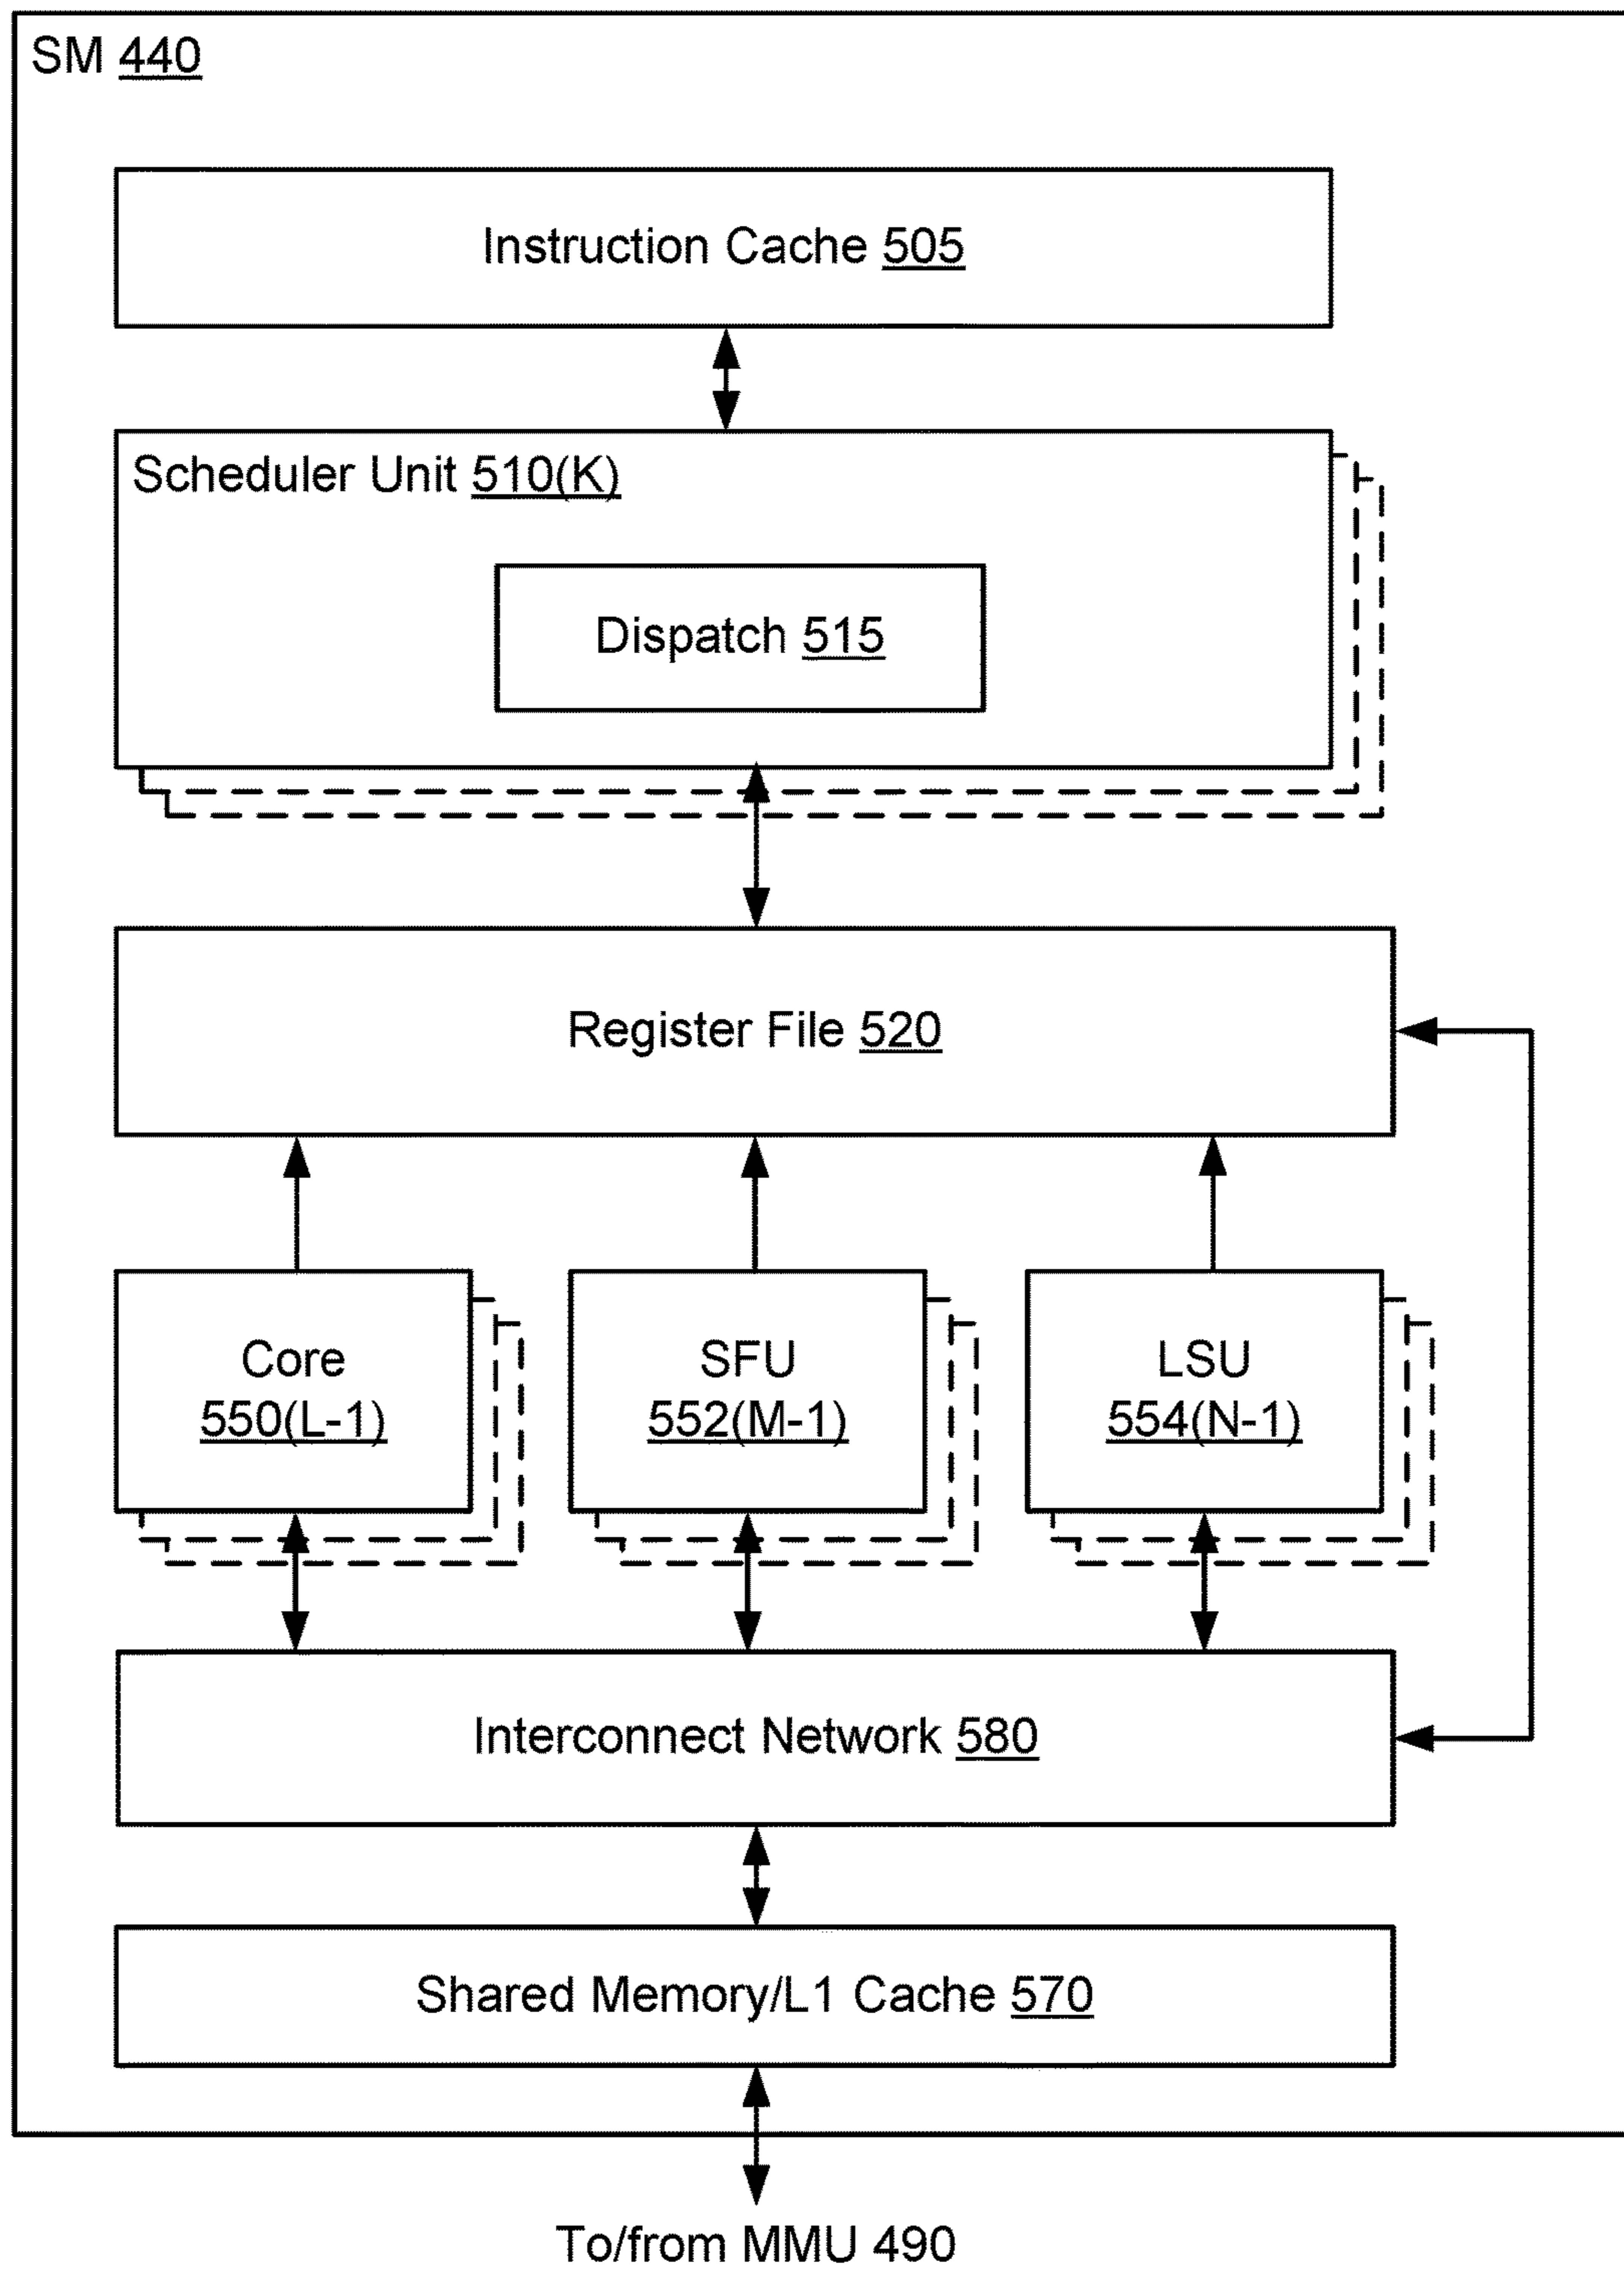 SM 440
Instruction Cache 505
Scheduler Unit 510(K)
Dispatch 515
Register File 520
Core
550(L-1)
SFU
552(M-1)
LSU
554(N-1)
Interconnect Network 580
Shared Memory/L1 Cache 570
To/from MMU 490